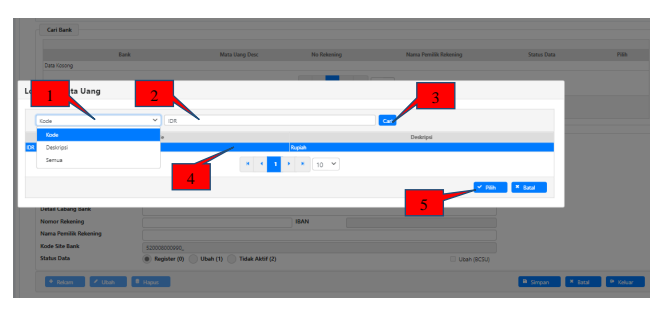 Cari Bank
Bank Mata Uang Desc No Rekening Nama Pemilik Rekening Status Data Pilih
Data Kosong
ta Uang
1 2 3
Kode IDR Cari
Kode Deskripsi
IDR Rupiah
Deskripsi
Semua
1 10
4
Pilih Batal
5
Detail Cabang Bank
Nomor Rekening IBAN
Nama Pemilik Rekening
Kode Site Bank
Status Data Register (0) Ubah (1) Tidak Aktif (2) Ubah (BCSU)
Rekam Ubah Hapus Simpan Batal Keluar